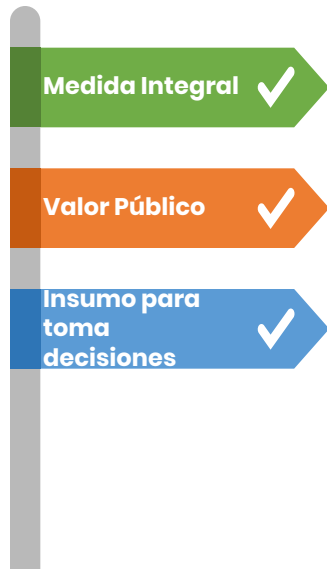 Medida Integral
Valor Público
Insumo para
toma
decisiones